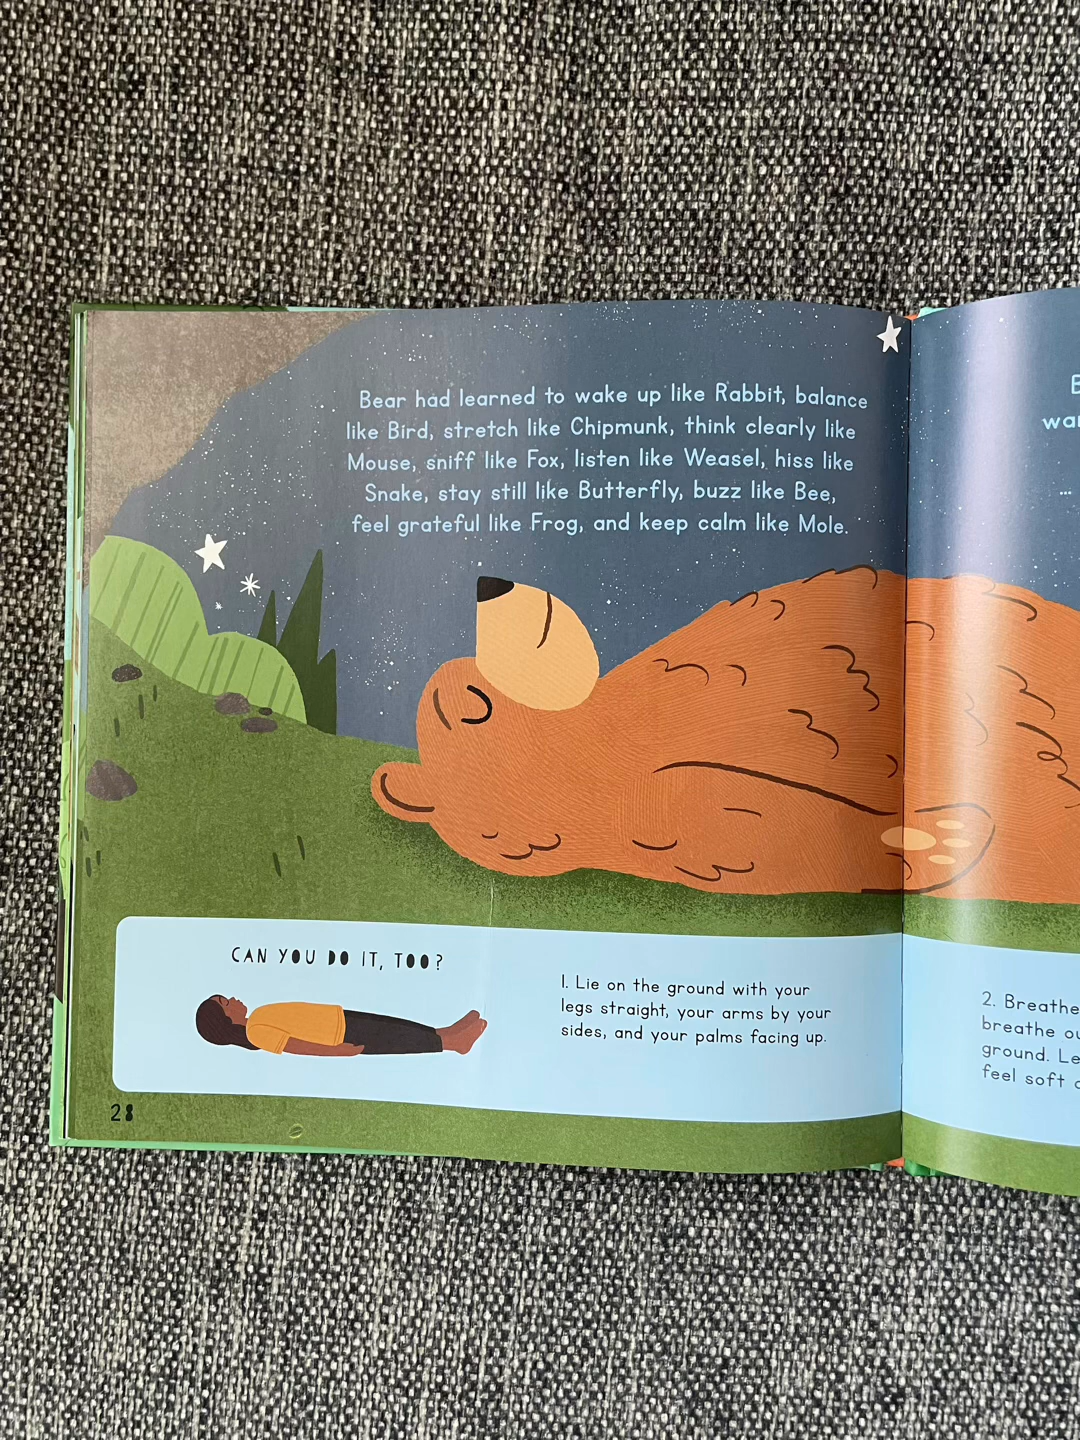 Bear had learned to wake up like Rabbit, balance
like Bird, stretch like Chipmunk, think clearly like
Mouse, sniff like Fox, listen like Weasel, hiss like
Snake, stay still like Butterfly, buzz like Bee,
feel grateful like Frog, and keep calm like Mole.
...
CAN YOU DO IT, TOO?
1. Lie on the ground with your
legs straight, your arms by your
sides, and your palms facing up.
2. Breathe
breathe
ground.
feel soft
28